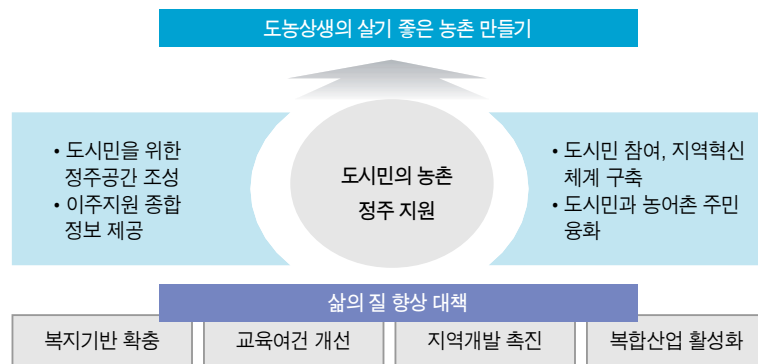 도농상생의 살기 좋은 농촌 만들기
• 도시민을 위한
정주공간 조성
• 이주지원 종합
정보 제공
도시민의 농촌
정주 지원
• 도시민 참여, 지역혁신
체계 구축
• 도시민과 농어촌 주민
융화
삶의 질 향상 대책
복지기반 확충
교육여건 개선
지역개발 촉진
복합산업 활성화